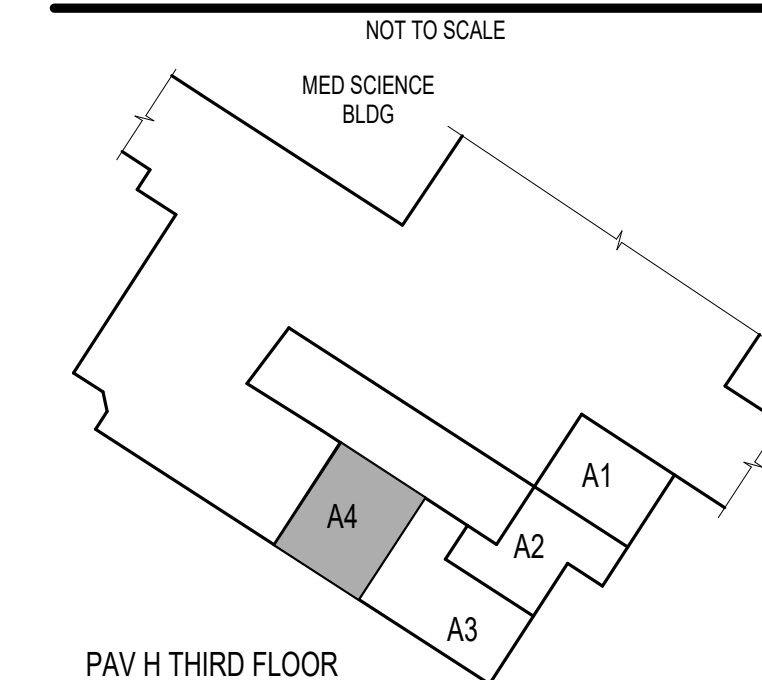 NOT TO SCALE
MED SCIENCE
BLDG
A1
A4
A2
A3
PAV H THIRD FLOOR